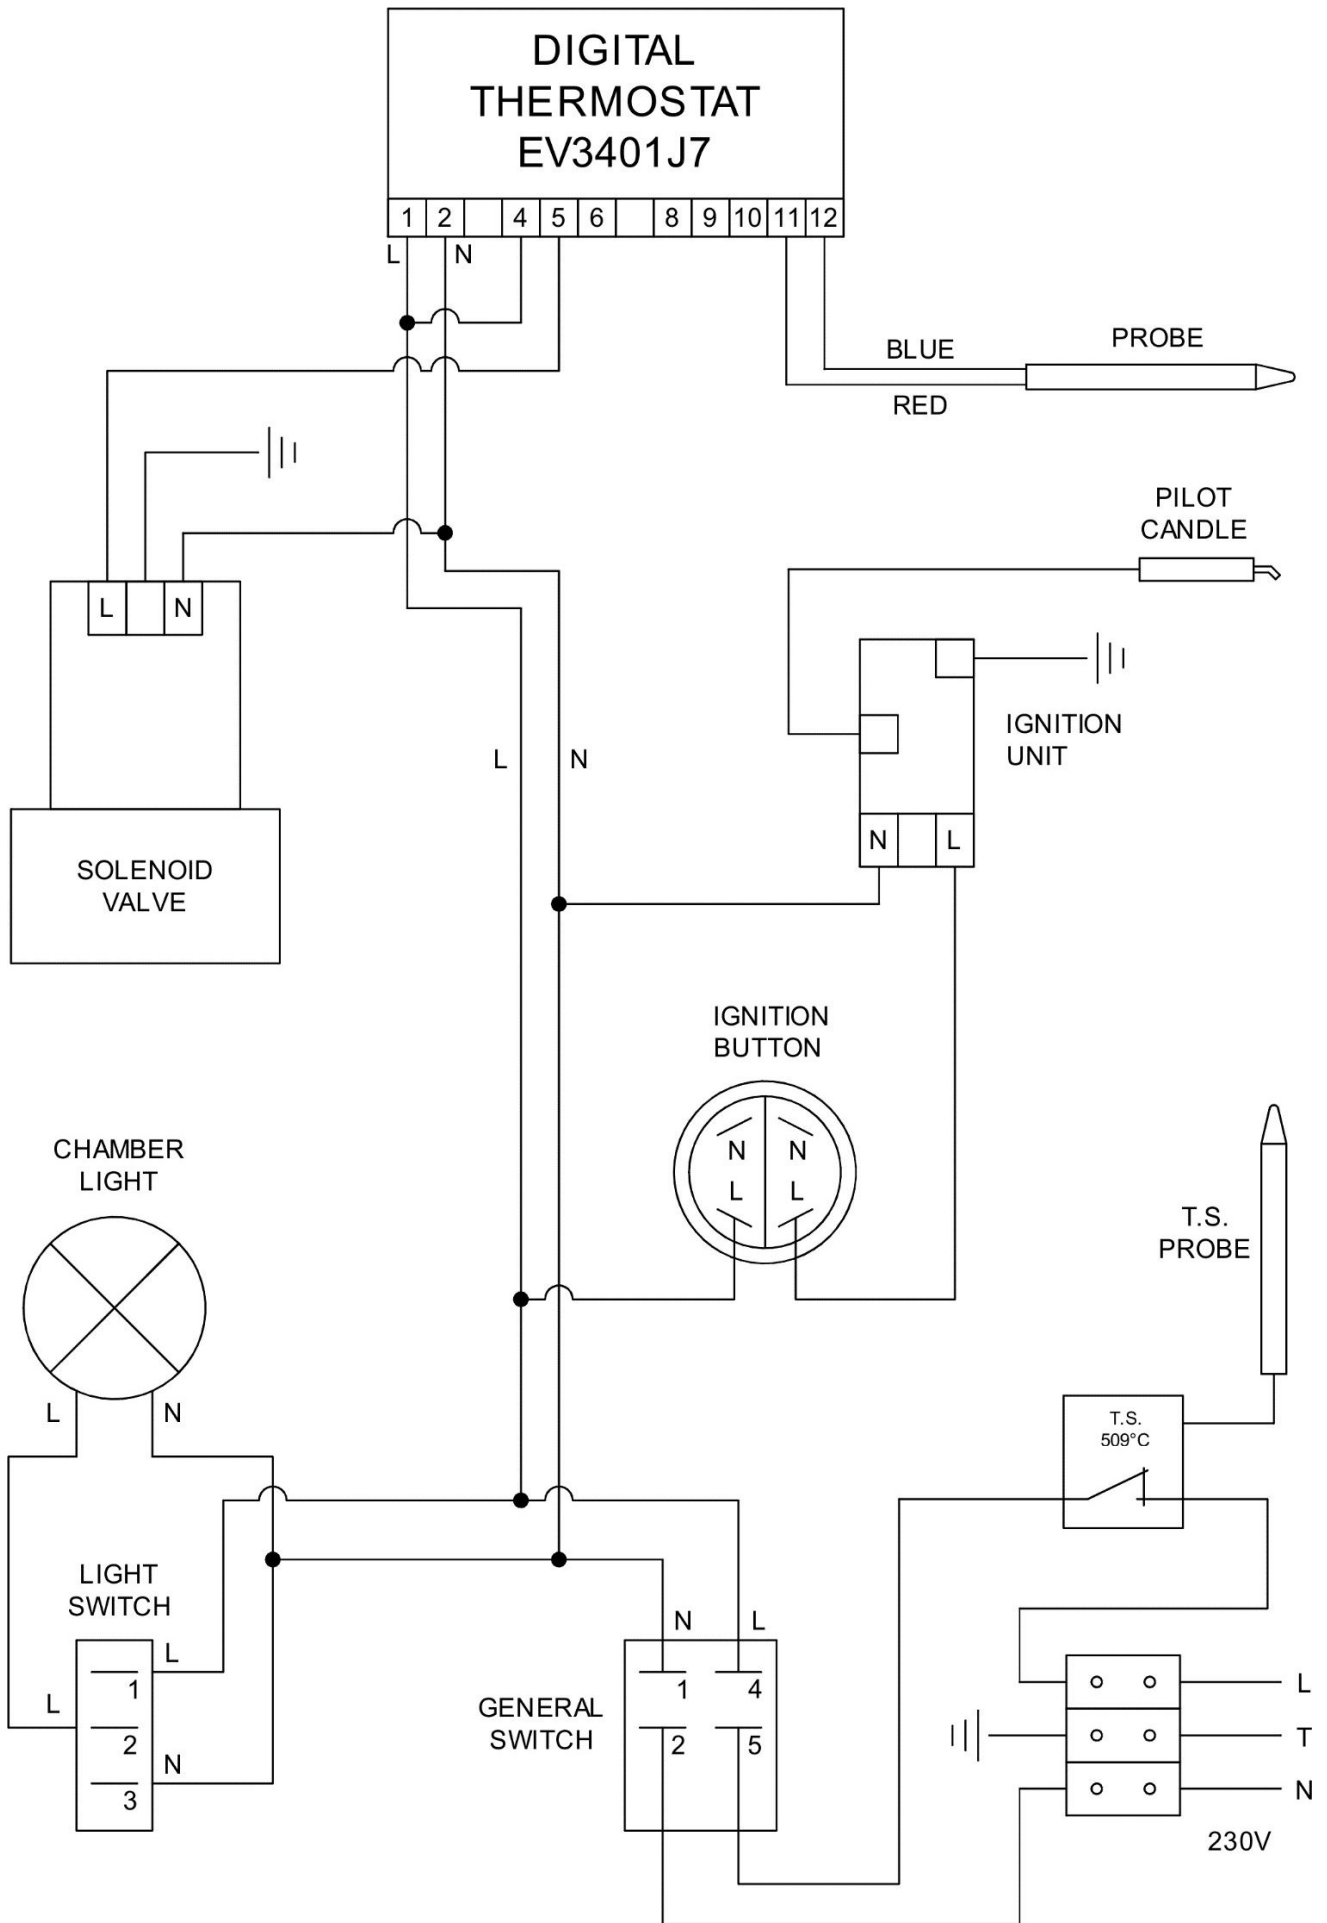 DIGITAL
THERMOSTAT
EV3401J7
1 2 4 5 6 8 9 10 11 12
L N
BLUE
PROBE
RED
PILOT
CANDLE
L N
IGNITION
UNIT
L N
N L
SOLENOID
VALVE
IGNITION
BUTTON
N N
L L
CHAMBER
LIGHT
T.S.
PROBE
L N
T.S.
509°C
LIGHT
SWITCH
L
1
L
2
N
3
N L
GENERAL
SWITCH
1 4
2 5
L
T
N
230V